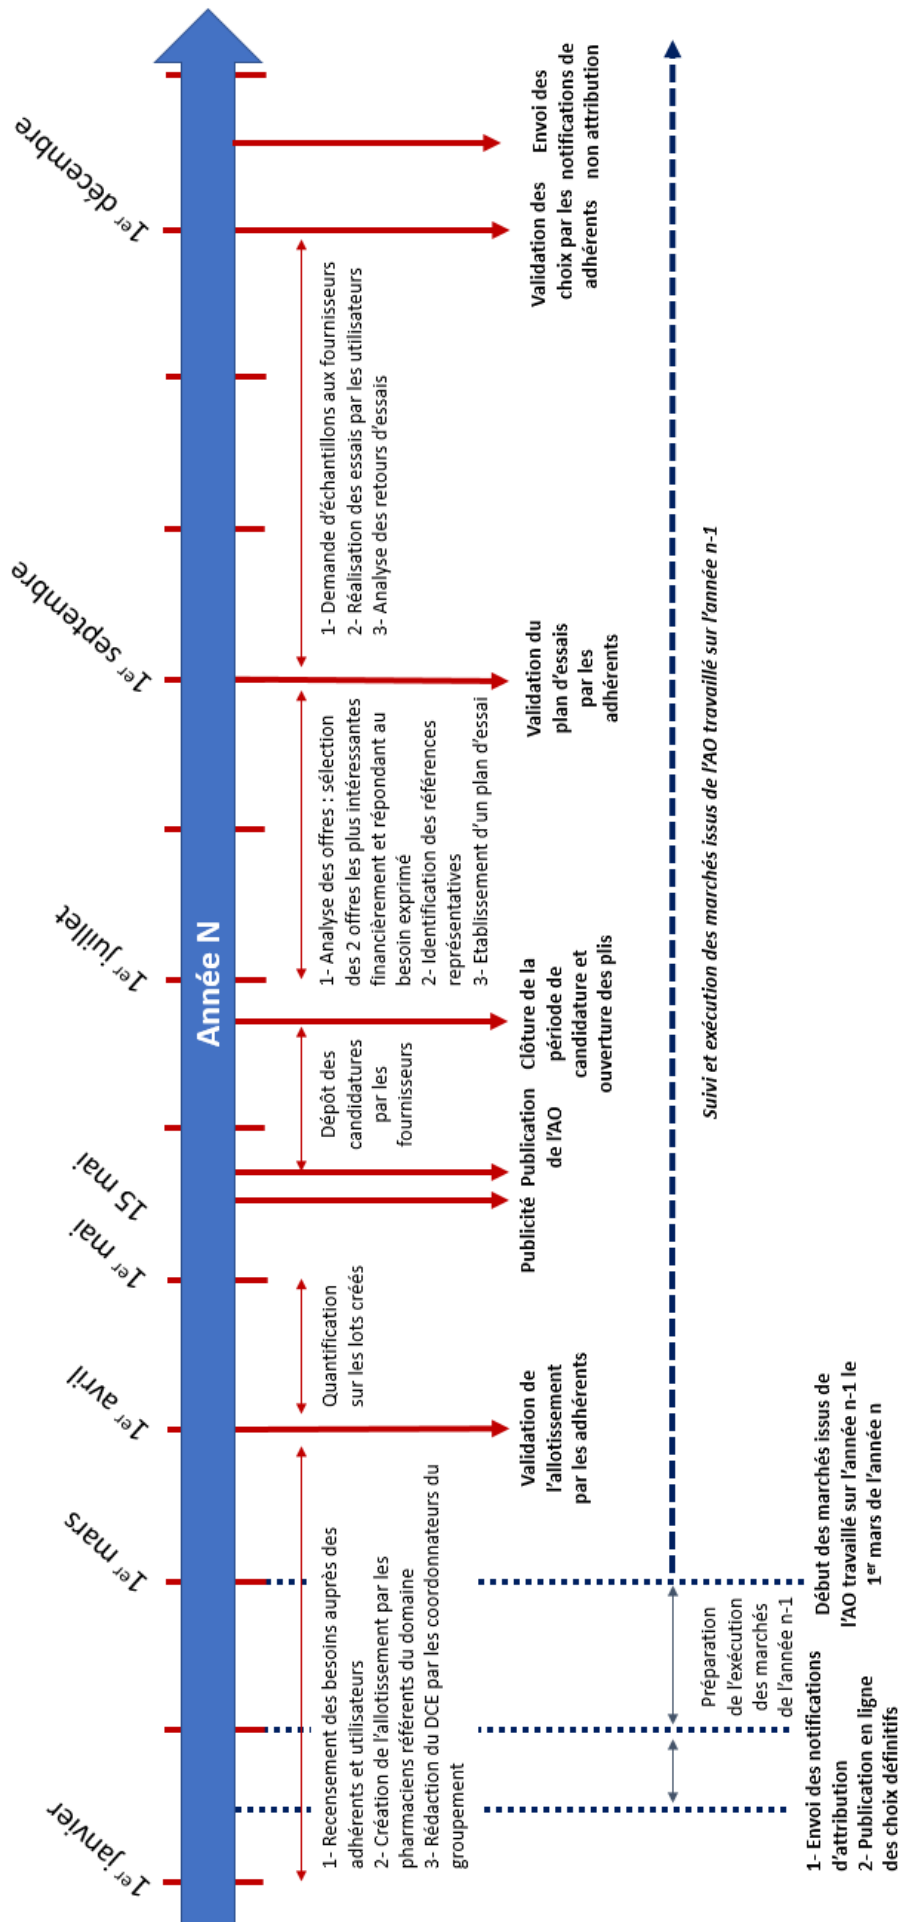 Année N
1er janvier
1er mars
1er avril
1er mai
15 mai
1er juillet
1er septembre
1er décembre
1- Recensement des besoins auprès des
adhérents et utilisateurs
2- Création de l'allotissement par les
pharmaciens référents du domaine
3- Rédaction du DCE par les coordonnateurs du
groupement
Quantification
sur les lots créés
Dépôt des
candidatures
par les
fournisseurs
1- Analyse des offres : sélection
des 2 offres les plus intéressantes
financièrement et répondant au
besoin exprimé
2- Identification des références
représentatives
3- Etablissement d'un plan d'essai
1- Demande d'échantillons aux fournisseurs
2- Réalisation des essais par les utilisateurs
3- Analyse des retours d'essais
Validation de
l'allotissement
par les adhérents
Publicité
Publication
de l'AO
Clôture de la
période de
candidature et
ouverture des plis
Validation du
plan d'essais
par les
adhérents
Validation des
choix par les
adhérents
Envoi des
notifications de
non attribution
Suivi et exécution des marchés issus de l'AO travaillé sur l'année n-1
Préparation
de l'exécution
des marchés
de l'année n-1
1- Envoi des notifications
d'attribution
2- Publication en ligne
des choix définitifs
Début des marchés issus de
l'AO travaillé sur l'année n-1 le
1er mars de l'année n